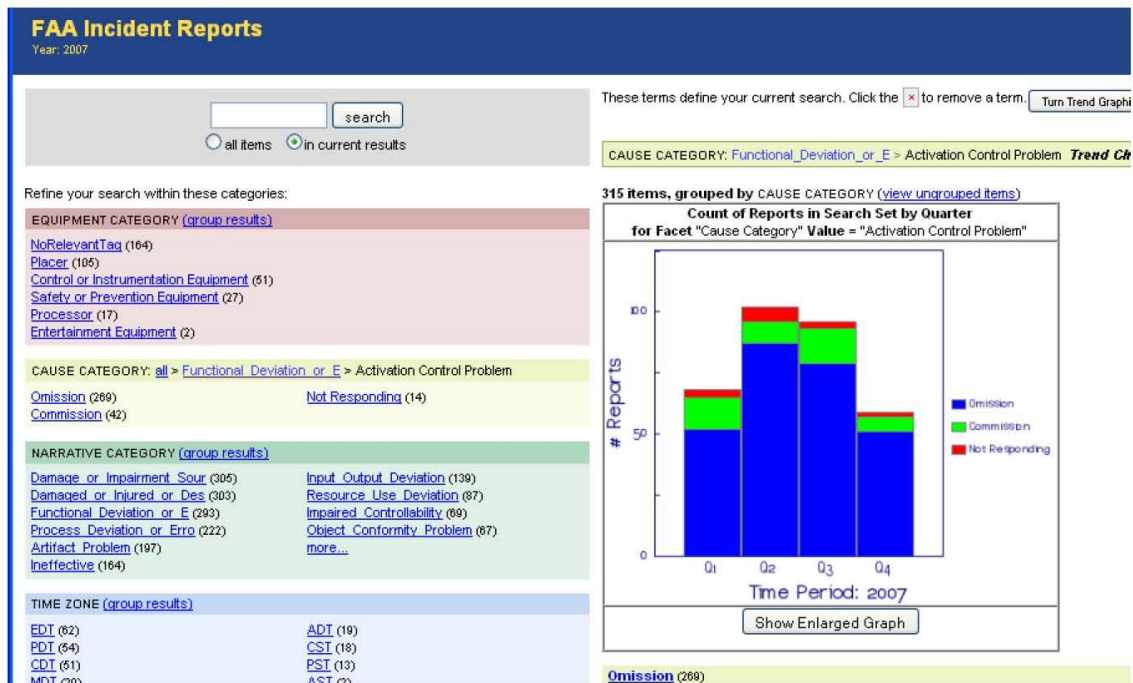 FAA Incident Reports
Year: 2007
search
all items in current results
Refine your search within these categories:
EQUIPMENT CATEGORY (group results)
NoRelevantTag (164)
Placer (105)
Control or Instrumentation Equipment (51)
Safety or Prevention Equipment (27)
Processor (17)
Entertainment Equipment (2)
CAUSE CATEGORY: all > Functional_Deviation_or_E > Activation Control Problem
Omission (269) Not Responding (14)
Commission (42)
NARRATIVE CATEGORY (group results)
Damage_or_Impairment_Sour (305) Input_Output_Deviation (139)
Damaged_or_Injured_or_Des (303) Resource_Use_Deviation (87)
Functional_Deviation_or_E (293) Impaired_Controllability (69)
Process_Deviation_or_Erro (222) Object_Conformity_Problem (67)
Artifact_Problem (197) more...
Ineffective (164)
TIME ZONE (group results)
EDT (62) ADT (19)
PDT (54) CST (18)
CDT (51) PST (13)
MDT (20) AST (2)
These terms define your current search. Click the × to remove a term. Turn Trend Graphi
CAUSE CATEGORY: Functional_Deviation_or_E > Activation Control Problem Trend Ch
315 items, grouped by CAUSE CATEGORY (view ungrouped items)
Count of Reports in Search Set by Quarter
for Facet "Cause Category" Value = "Activation Control Problem"
# Reports
100
50
0
Q1 Q2 Q3 Q4
Time Period: 2007
Omission
Commission
Not Responding
Show Enlarged Graph
Omission (269)